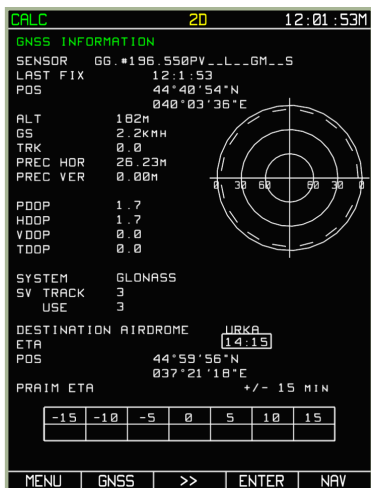 CALC 2D 12:01:53M
GNSS INFORMATION
SENSOR GG.#196.550PV__L__GM__S
LAST FIX 12:1:53
POS 44°40'54"N
040°03'36"E
ALT 182M
GS 2.2KMH
TRK 0.0
PREC HOR 26.23M
PREC VER 0.00M
0 30 60 60 30 0
PDOP 1.7
HDOP 1.7
VDOP 0.0
TDOP 0.0
SYSTEM GLONASS
SV TRACK 3
USE 3
DESTINATION AIRDROME URKA
ETA 14:15
POS 44°59'56"N
037°21'18"E
PRAIM ETA +/- 15 MIN
-15 -10 -5 0 5 10 15
MENU GNSS >> ENTER NAV